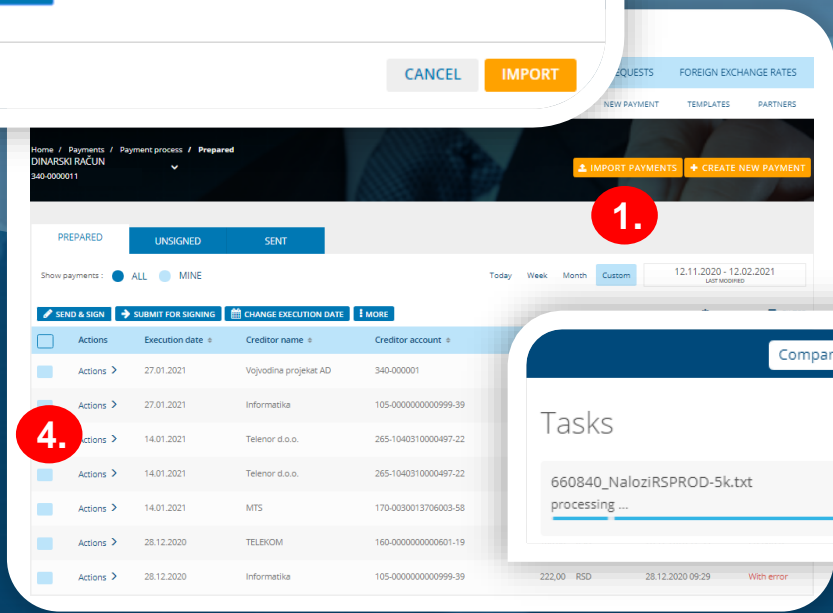 CANCEL IMPORT
FOREIGN EXCHANGE RATES
NEW PAYMENT TEMPLATES PARTNERS
Home / Payments / Payment process / Prepared
DINARSKI RAČUN
340-0000011
IMPORT PAYMENTS + CREATE NEW PAYMENT
1.
PREPARED UNSIGNED SENT
Show payments : ALL MINE Today Week Month Custom 12.11.2020 - 12.02.2021
LAST MODIFIED
SEND & SIGN SUBMIT FOR SIGNING CHANGE EXECUTION DATE MORE
Actions Execution date Creditor name Creditor account
Actions 27.01.2021 Vojvodina projekat AD 340-000001
Actions 27.01.2021 Informatika 105-0000000000999-39
4.
Actions 14.01.2021 Telenor d.o.o. 265-1040310000497-22
Actions 14.01.2021 Telenor d.o.o. 265-1040310000497-22
Actions 14.01.2021 MTS 170-0030013706003-58
Actions 28.12.2020 TELEKOM 160-0000000000601-19
Actions 28.12.2020 Informatika 105-0000000000999-39 222,00 RSD 28.12.2020 09:29 With error
Tasks
660840_NaloziRSPROD-5k.txt
processing ...